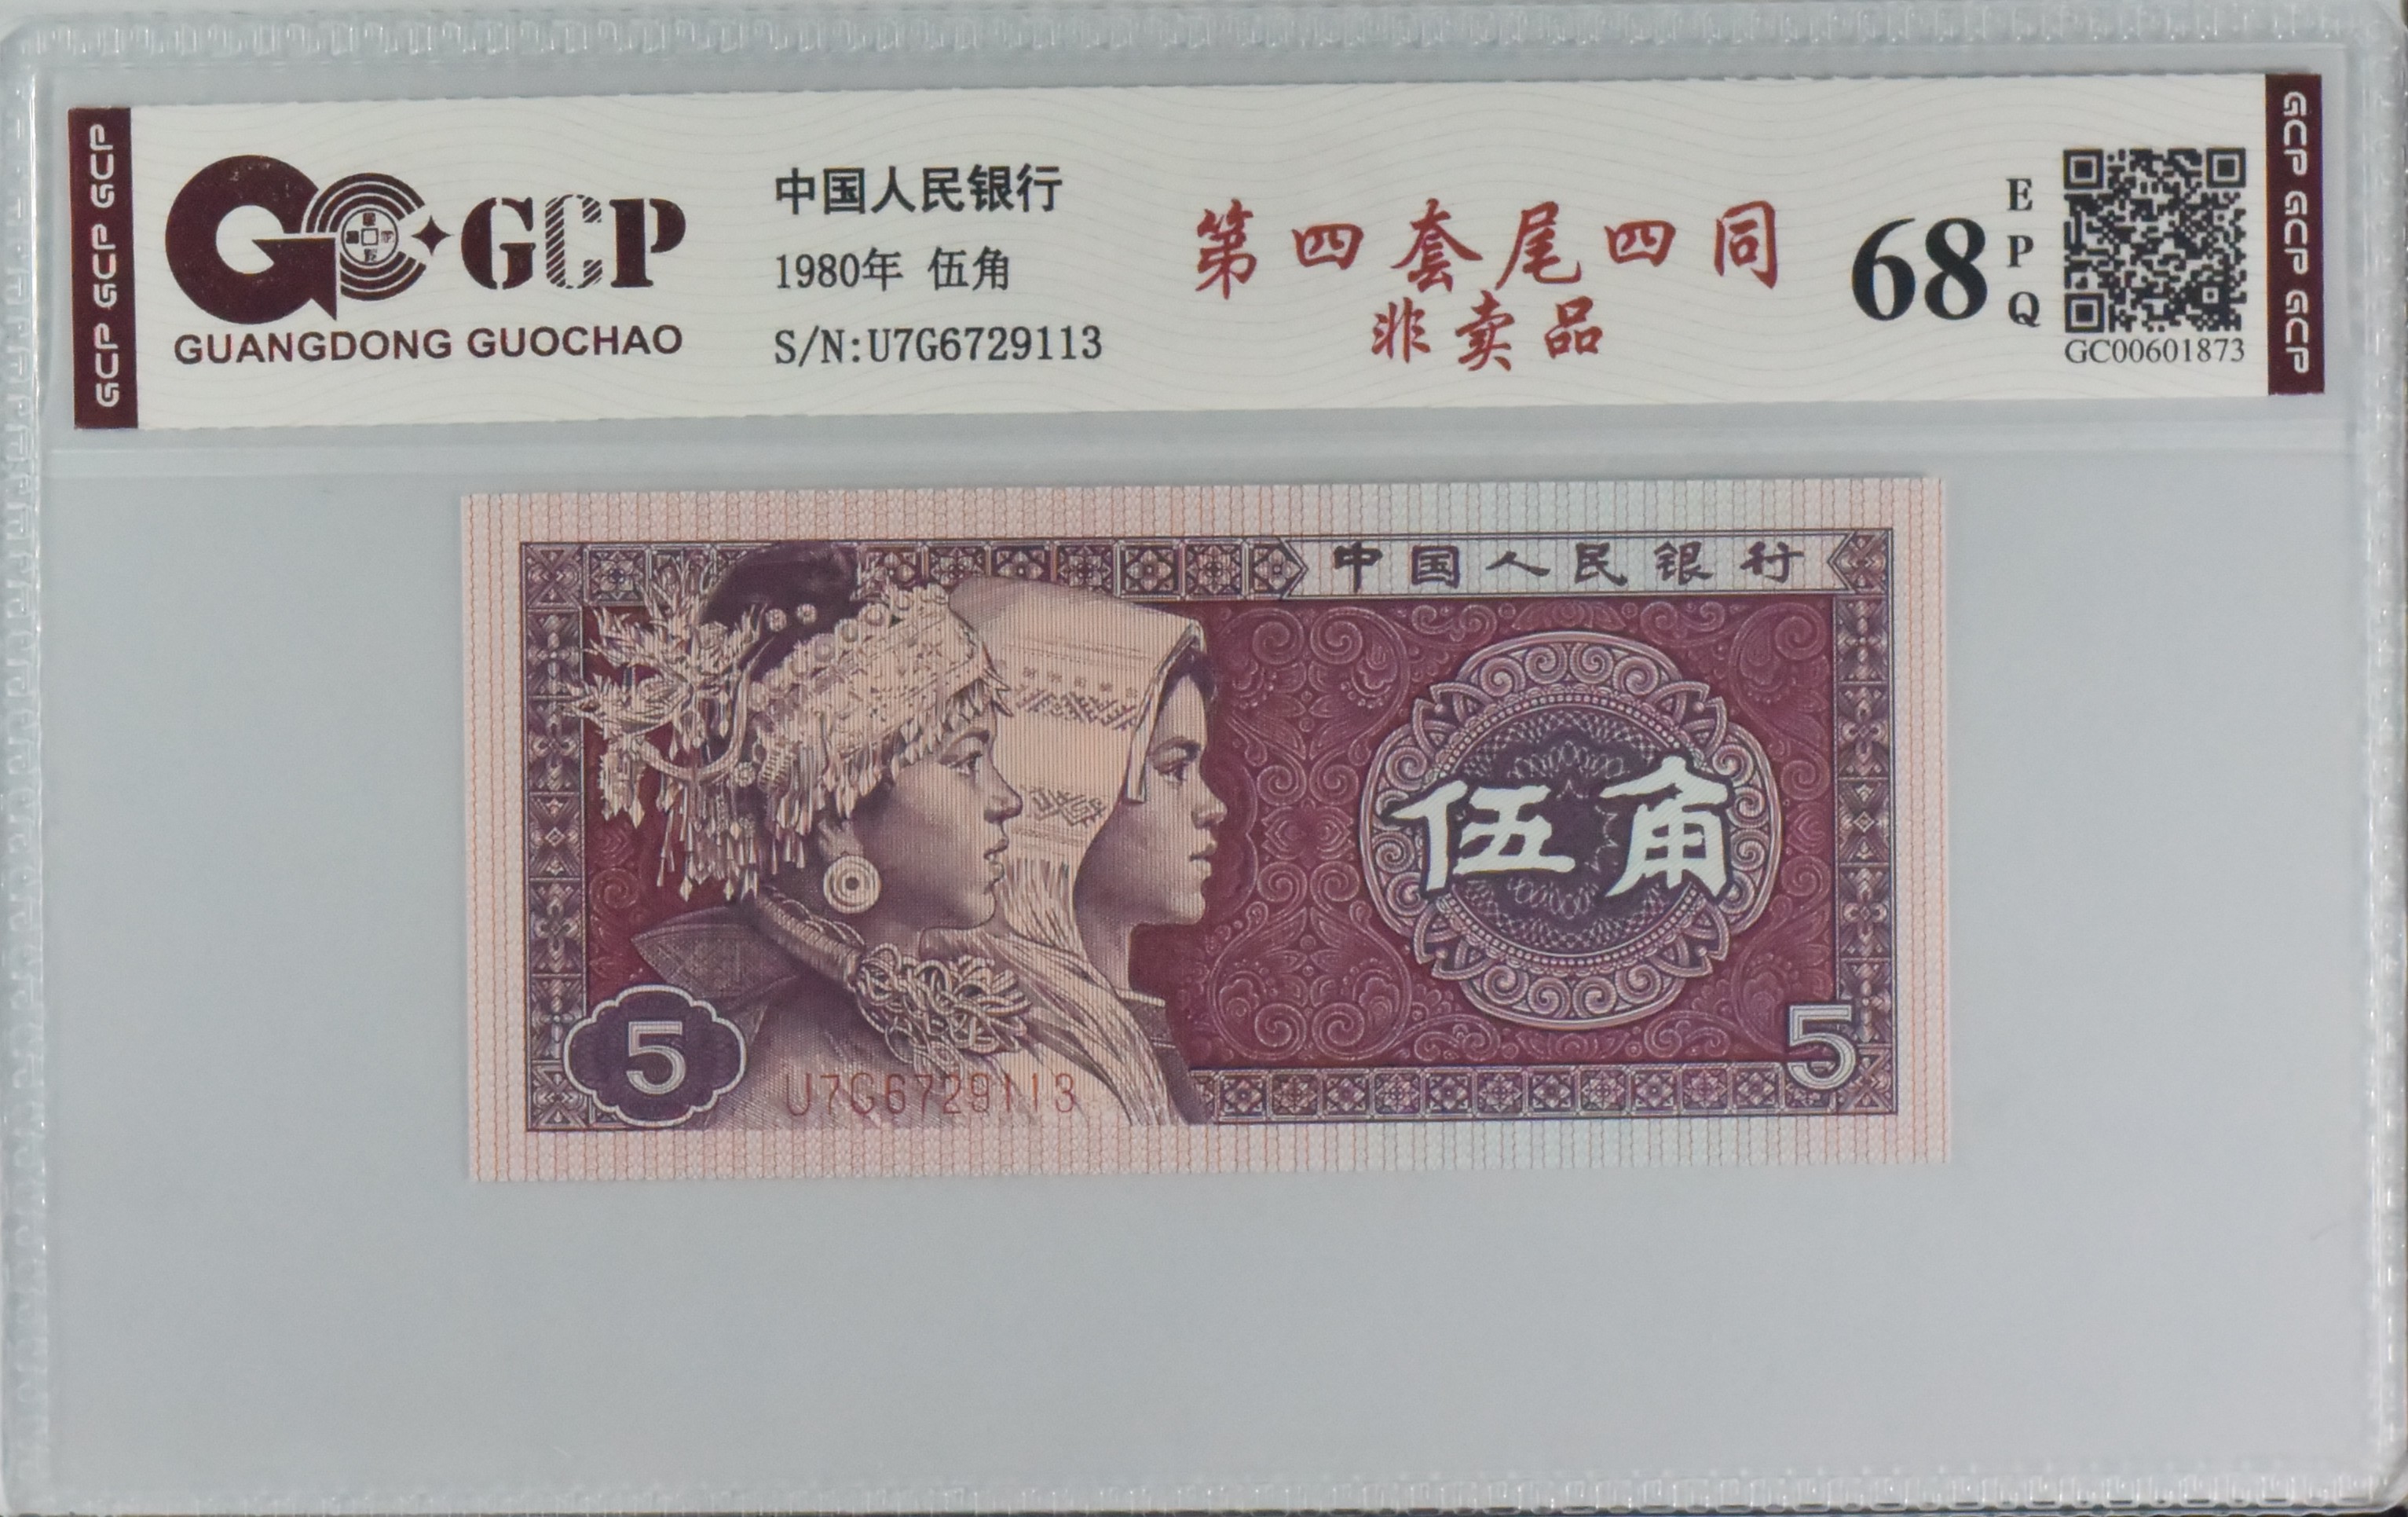 GCP GCP GCP
GCP
GUANGDONG GUOCHAO
中国人民银行
1980年 伍角
S/N:U7G6729113
第四套尾四同
非卖品
68
EPQ
GC00601873
GCP GCP GCP
中国人民银行
伍角
5
5
U7G6729113